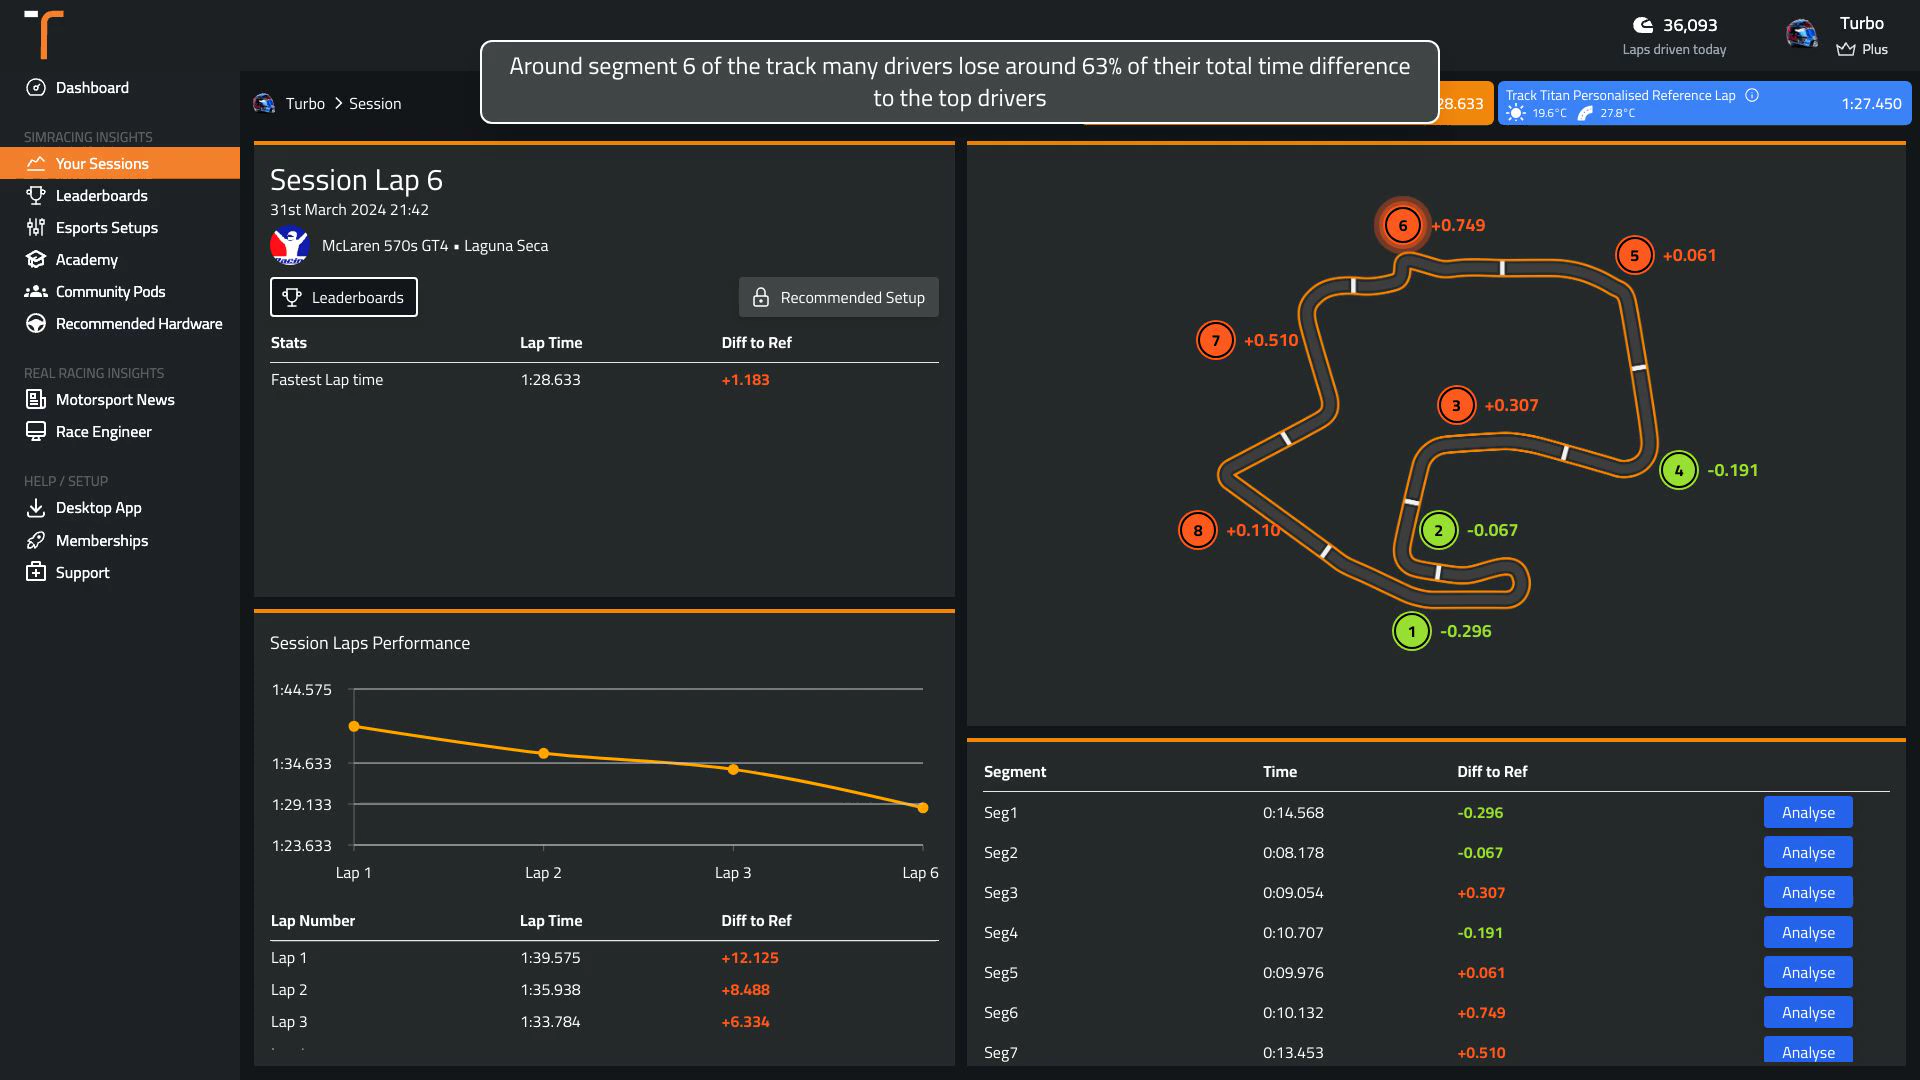 36,093
Laps driven today
Turbo
Plus
Around segment 6 of the track many drivers lose around 63% of their total time difference
to the top drivers
Dashboard
SIMRACING INSIGHTS
Your Sessions
Leaderboards
Esports Setups
Academy
Community Pods
Recommended Hardware
REAL RACING INSIGHTS
Motorsport News
Race Engineer
HELP / SETUP
Desktop App
Memberships
Support
Turbo > Session
28.633
Track Titan Personalised Reference Lap
19.6°C 27.8°C
1:27.450
Session Lap 6
31st March 2024 21:42
McLaren 570s GT4 • Laguna Seca
Leaderboards
Recommended Setup
Stats Lap Time Diff to Ref
Fastest Lap time 1:28.633 +1.183
Session Laps Performance
1:44.575
1:34.633
1:29.133
1:23.633
Lap 1 Lap 2 Lap 3 Lap 6
Lap Number Lap Time Diff to Ref
Lap 1 1:39.575 +12.125
Lap 2 1:35.938 +8.488
Lap 3 1:33.784 +6.334
6 +0.749
5 +0.061
7 +0.510
3 +0.307
4 -0.191
8 +0.110
2 -0.067
1 -0.296
Segment Time Diff to Ref
Seg1 0:14.568 -0.296 Analyse
Seg2 0:08.178 -0.067 Analyse
Seg3 0:09.054 +0.307 Analyse
Seg4 0:10.707 -0.191 Analyse
Seg5 0:09.976 +0.061 Analyse
Seg6 0:10.132 +0.749 Analyse
Seg7 0:13.453 +0.510 Analyse